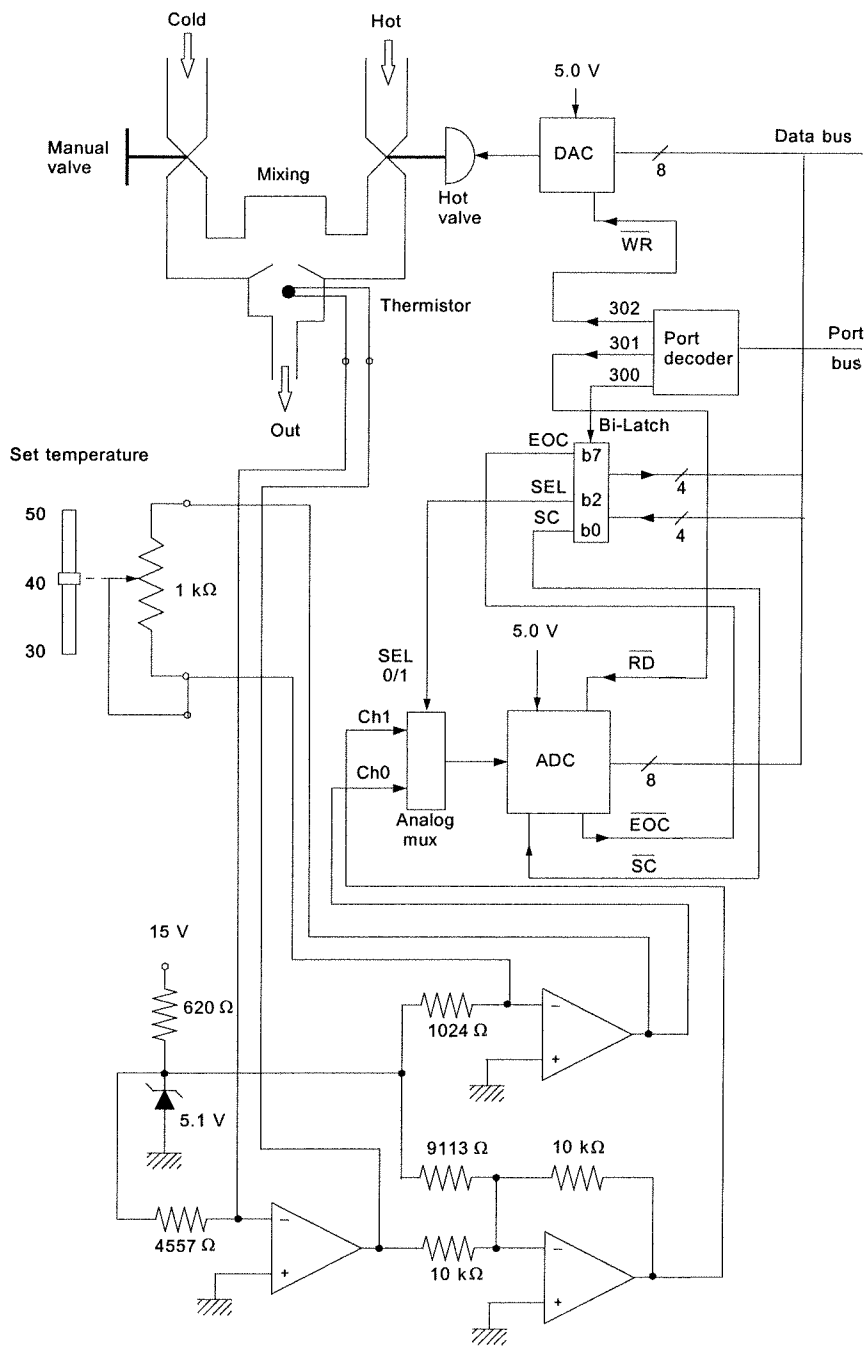 Cold
Hot
5.0 V
Manual
valve
DAC
Data bus
8
Mixing
Hot
valve
WR
Thermistor
302
301
300
Port
decoder
Port
bus
Out
Bi-Latch
EOC
b7
4
SEL
b2
SC
b0
4
Set temperature
50
40
30
1 kΩ
5.0 V
RD
SEL
0/1
Ch1
Ch0
ADC
8
Analog
mux
EOC
SC
15 V
620 Ω
1024 Ω
−
+
5.1 V
9113 Ω
10 kΩ
4557 Ω
−
+
10 kΩ
−
+